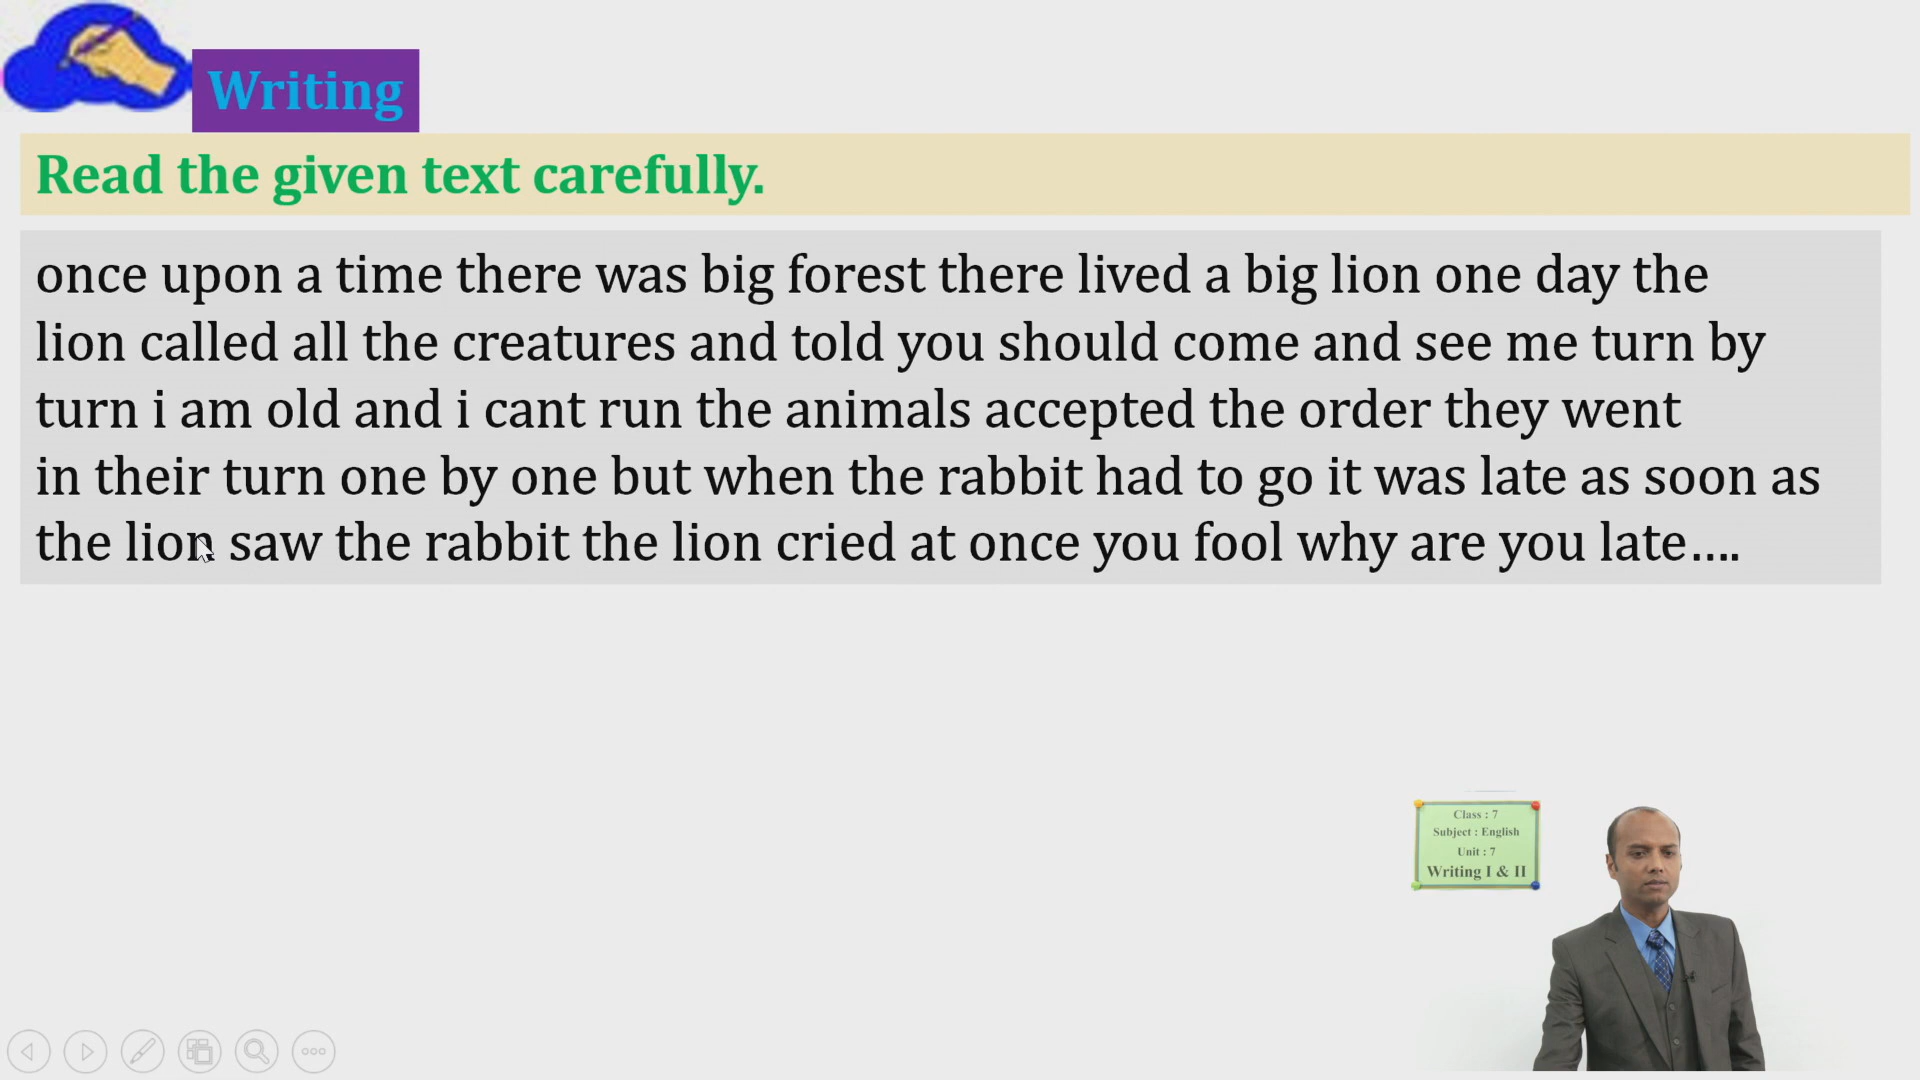 Writing
Read the given text carefully.
once upon a time there was big forest there lived a big lion one day the
lion called all the creatures and told you should come and see me turn by
turn i am old and i cant run the animals accepted the order they went
in their turn one by one but when the rabbit had to go it was late as soon as
the lion saw the rabbit the lion cried at once you fool why are you late....
Class : 7
Subject : English
Unit : 7
Writing I & II